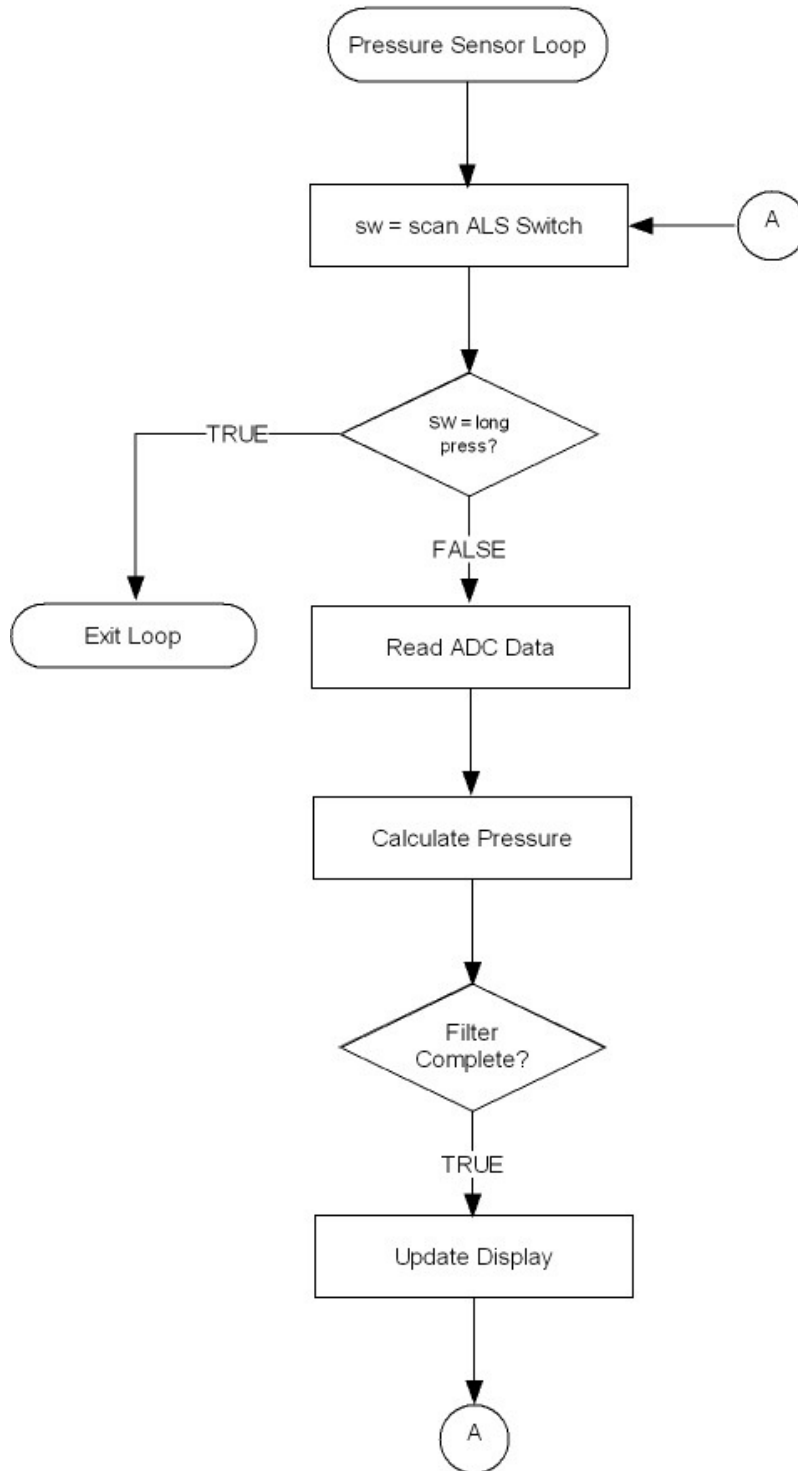 Pressure Sensor Loop
sw = scan ALS Switch
A
SW = long
press?
TRUE
FALSE
Exit Loop
Read ADC Data
Calculate Pressure
Filter
Complete?
TRUE
Update Display
A